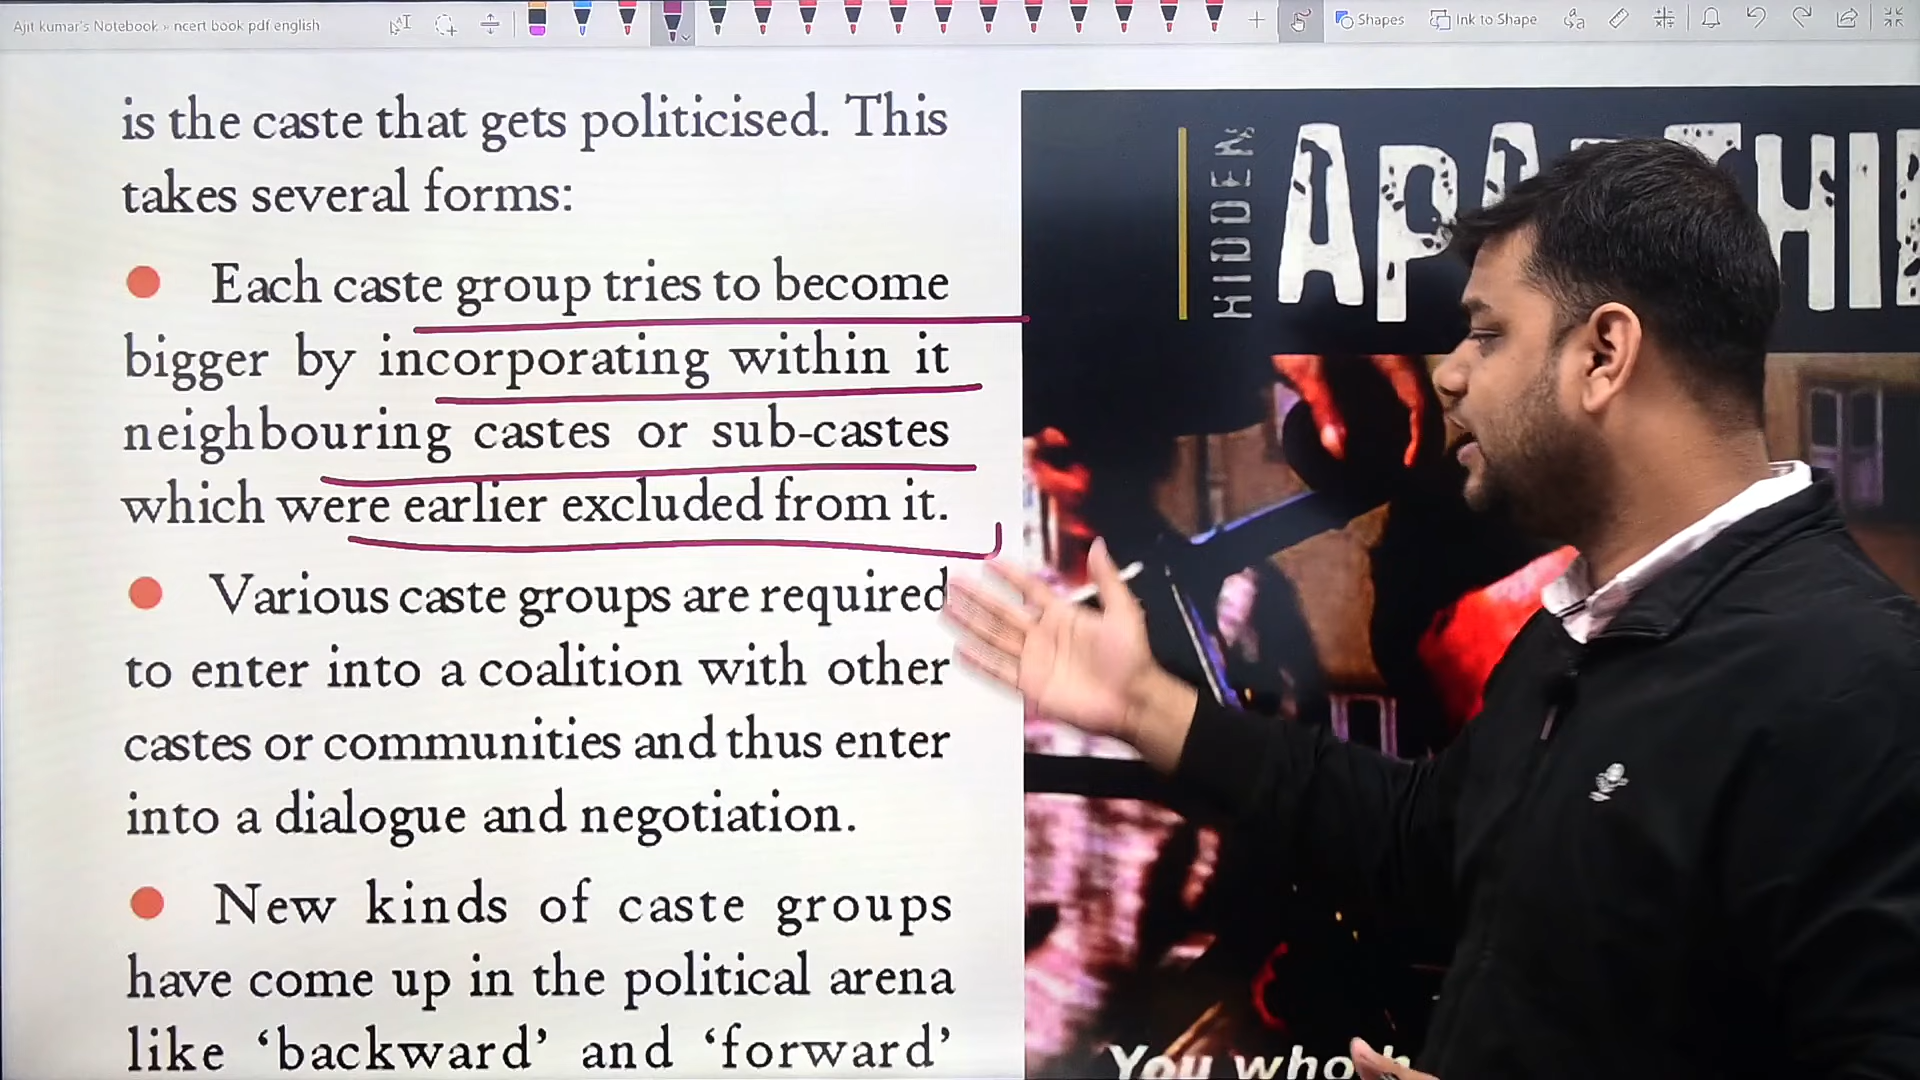 Ajit kumar's Notebook » ncert book pdf english
Shapes
Ink to Shape
is the caste that gets politicised. This
takes several forms:
● Each caste group tries to become
bigger by incorporating within it
neighbouring castes or sub-castes
which were earlier excluded from it.
● Various caste groups are required
to enter into a coalition with other
castes or communities and thus enter
into a dialogue and negotiation.
● New kinds of caste groups
have come up in the political arena
like ‘backward’ and ‘forward’
HIDDEN
You who